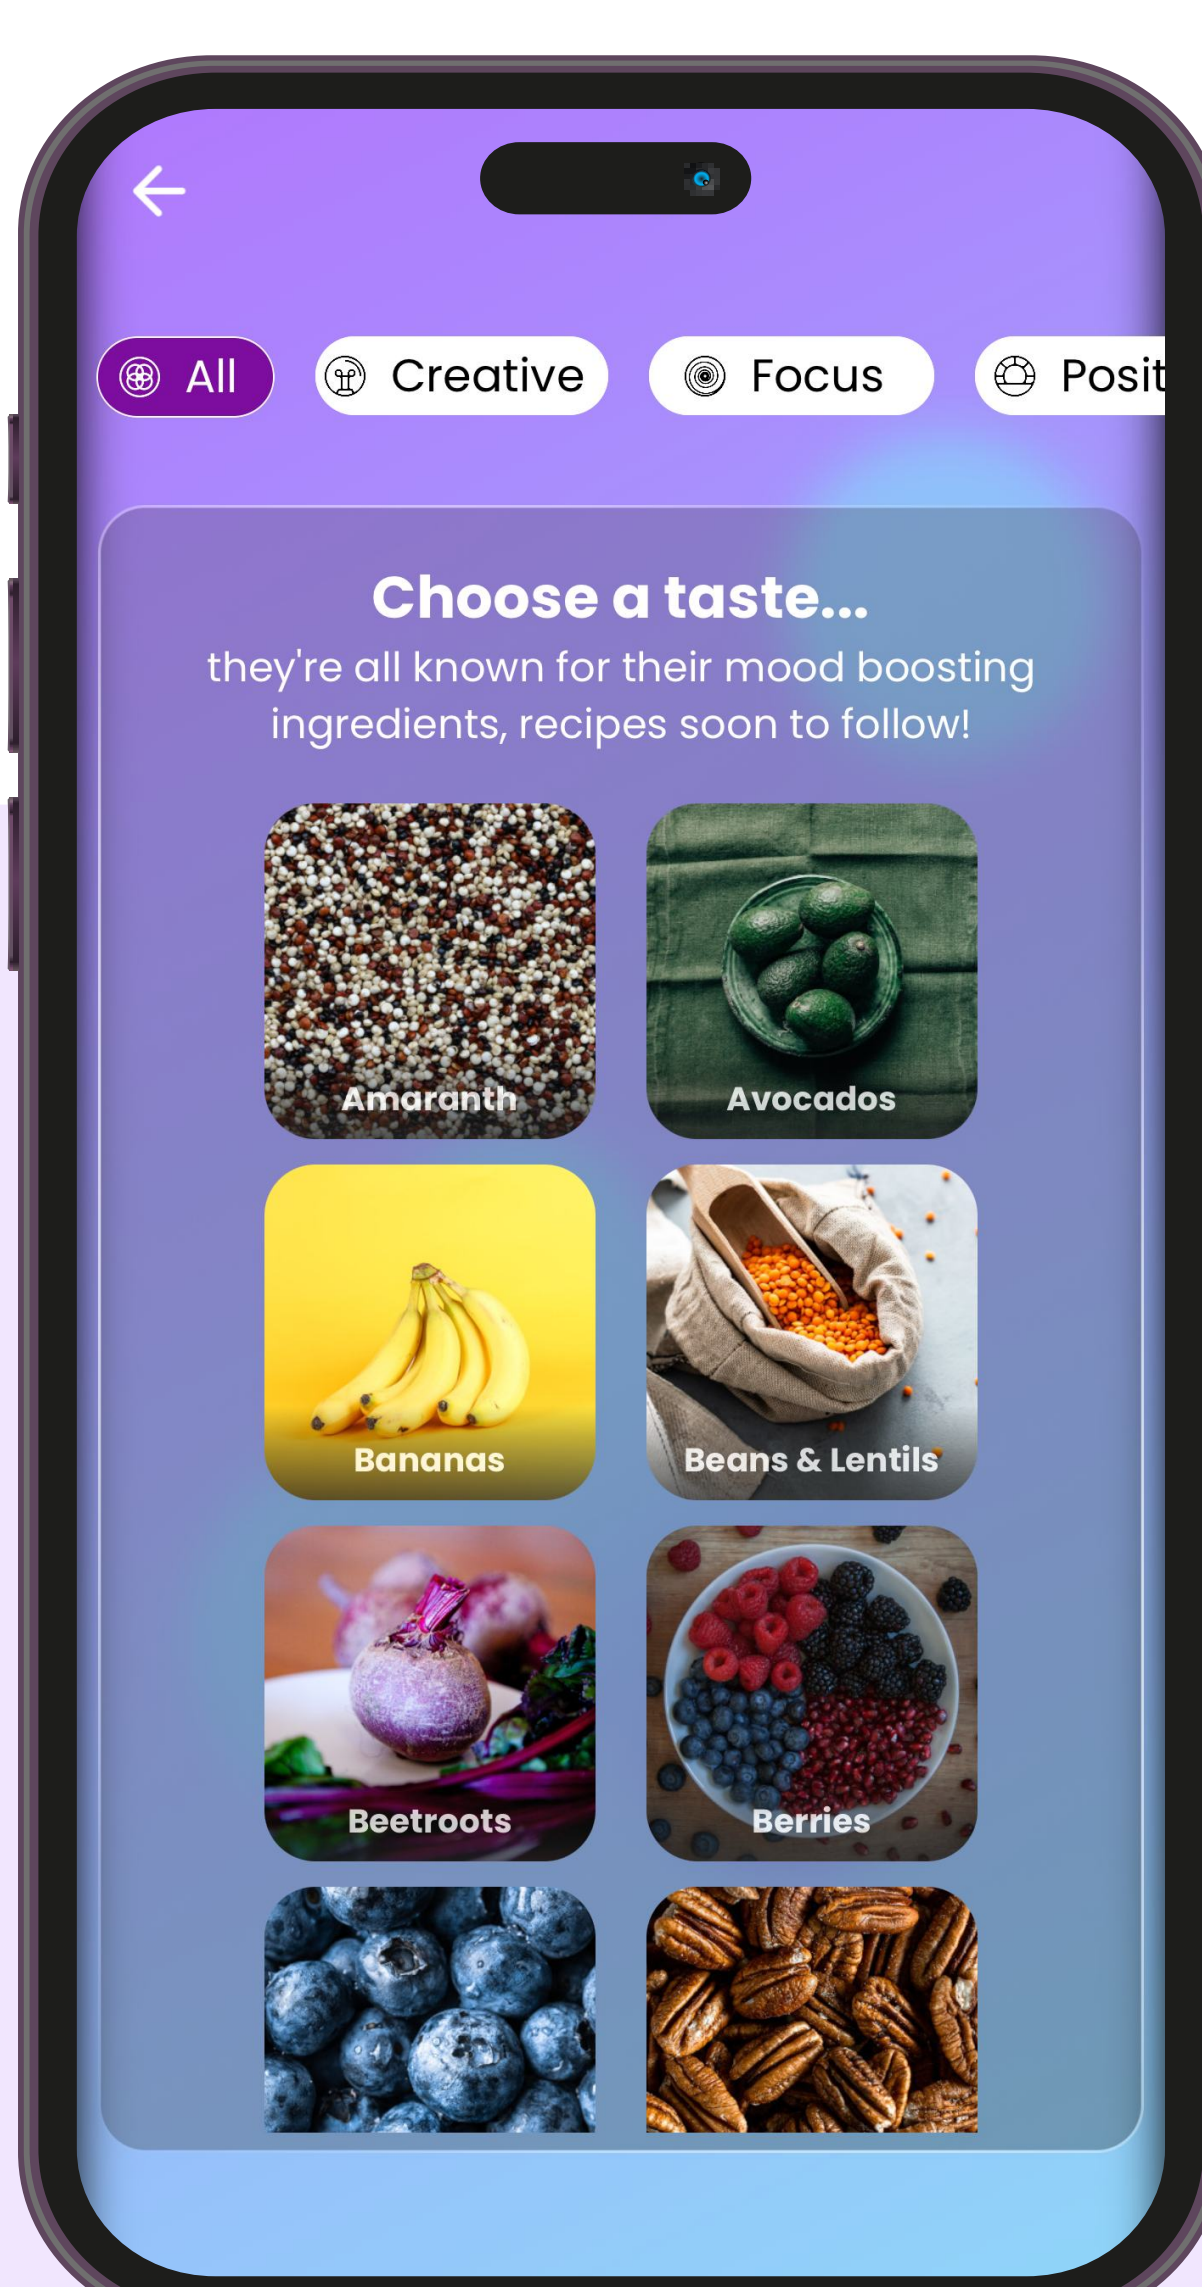 All
Creative
Focus
Posit
Choose a taste...
they're all known for their mood boosting
ingredients, recipes soon to follow!
Amaranth
Avocados
Bananas
Beans & Lentils
Beetroots
Berries